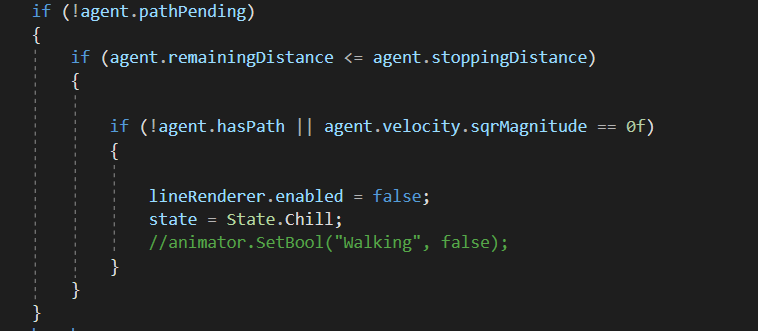 if (!agent.pathPending)
{
if (agent.remainingDistance <= agent.stoppingDistance)
{
if (!agent.hasPath || agent.velocity.sqrMagnitude == 0f)
{
lineRenderer.enabled = false;
state = State.Chill;
//animator.SetBool("Walking", false);
}
}
}